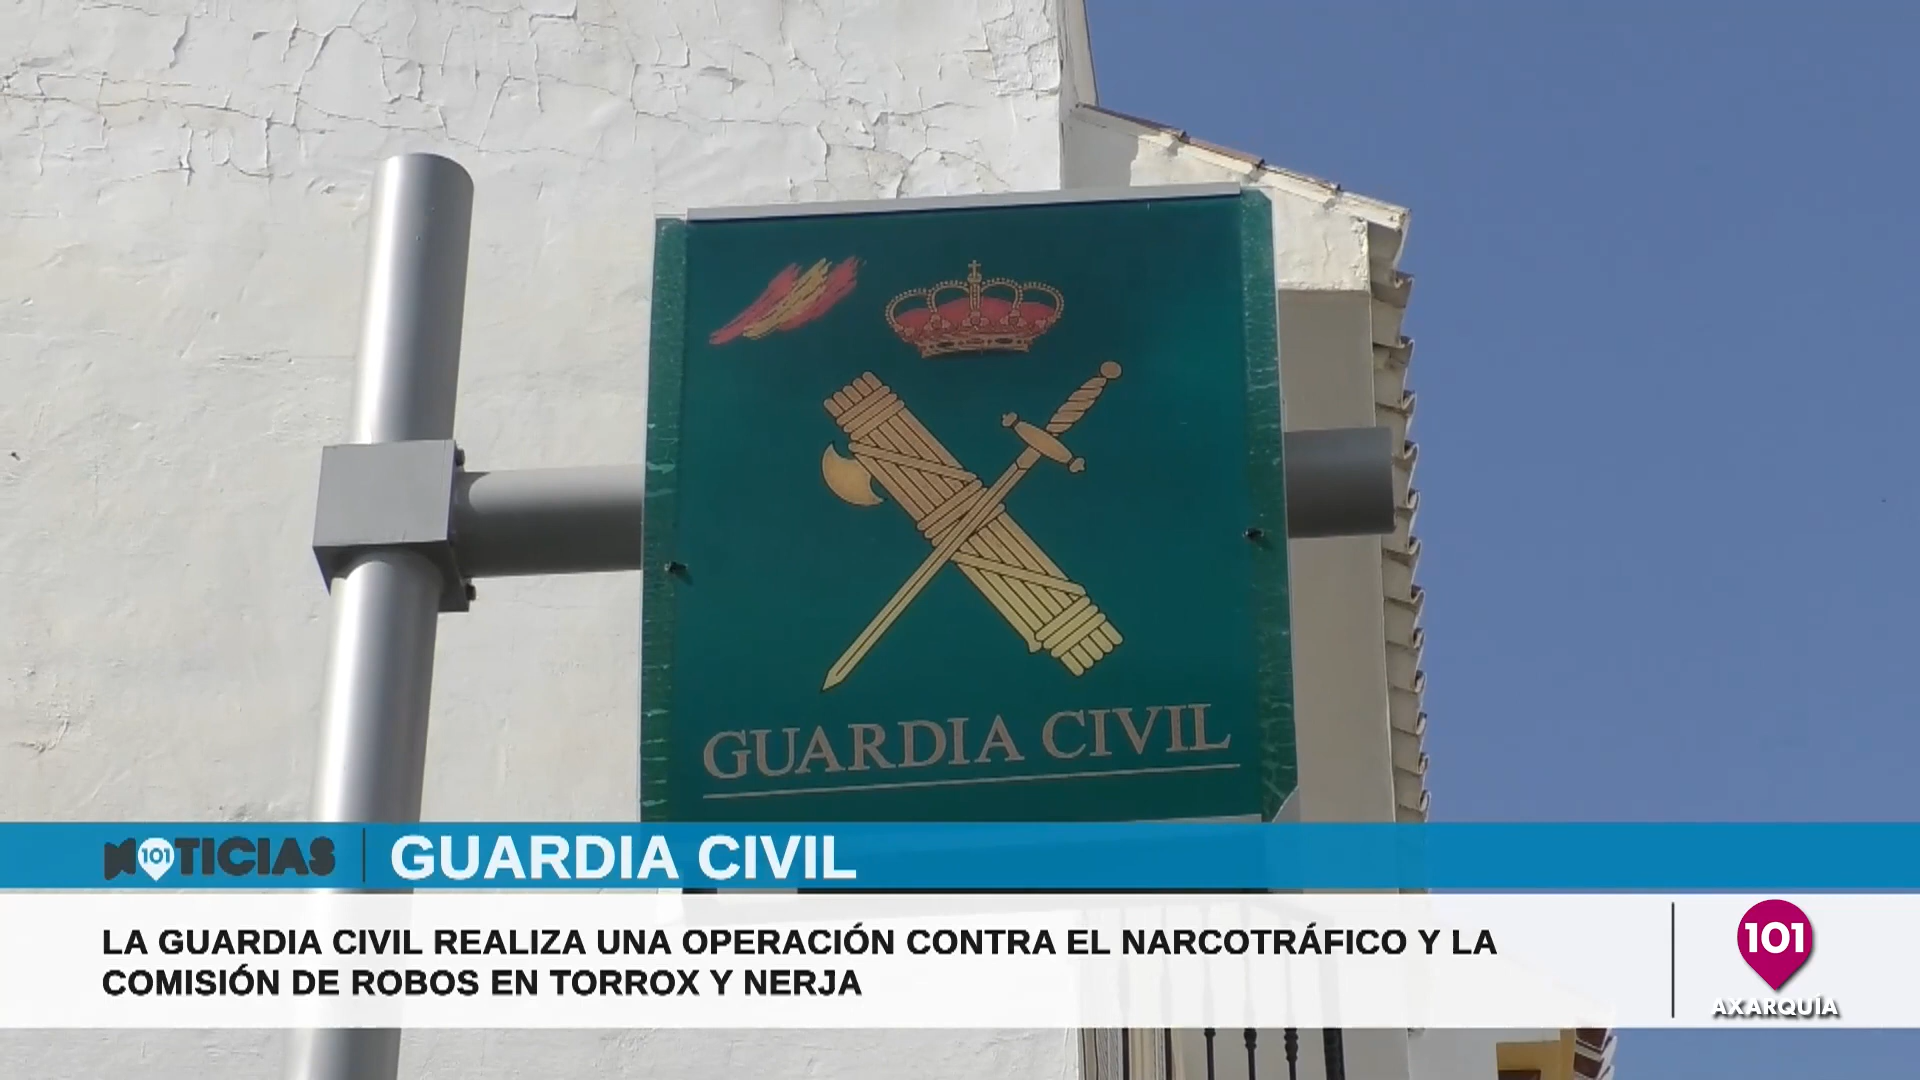 GUARDIA CIVIL
NOTICIAS 101
GUARDIA CIVIL
LA GUARDIA CIVIL REALIZA UNA OPERACIÓN CONTRA EL NARCOTRÁFICO Y LA
COMISIÓN DE ROBOS EN TORROX Y NERJA
101
AXARQUÍA